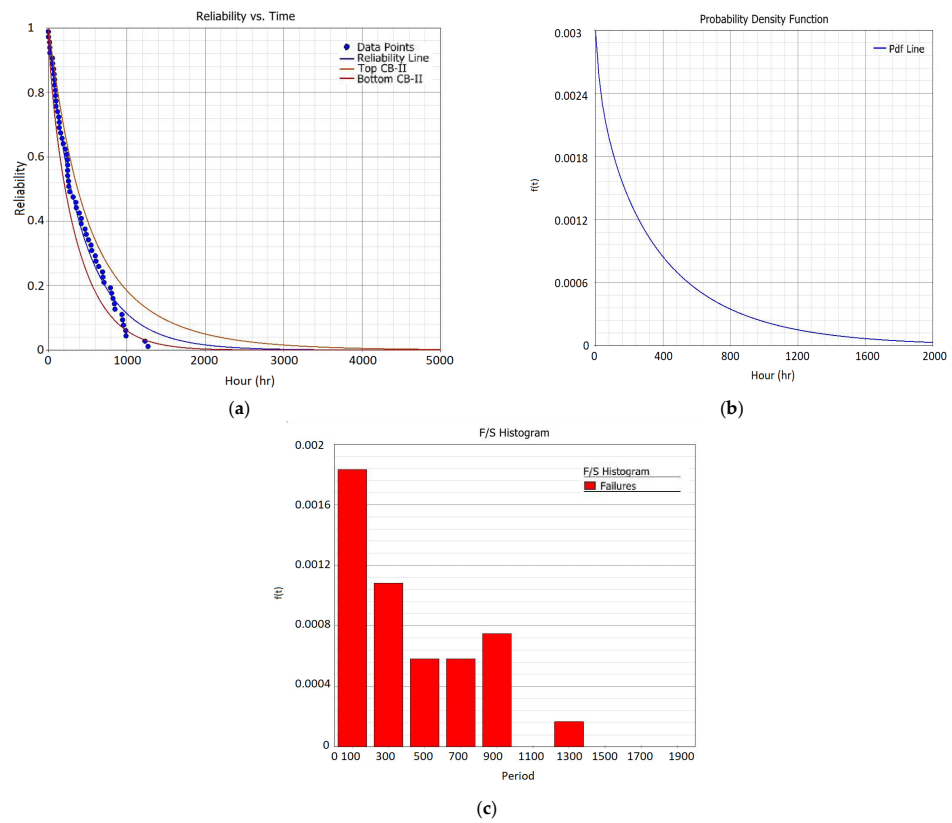 Reliability vs. Time
1
0.8
0.6
0.4
0.2
0
Reliability
Data Points
Reliability Line
Top CB-II
Bottom CB-II
0 1000 2000 3000 4000 5000
Hour (hr)
(a)
Probability Density Function
0.003
0.0024
0.0018
0.0012
0.0006
0
f(t)
Pdf Line
0 400 800 1200 1600 2000
Hour (hr)
(b)
F/S Histogram
0.002
0.0016
0.0012
0.0008
0.0004
0
f(t)
F/S Histogram
Failures
0 100 300 500 700 900 1100 1300 1500 1700 1900
Period
(c)